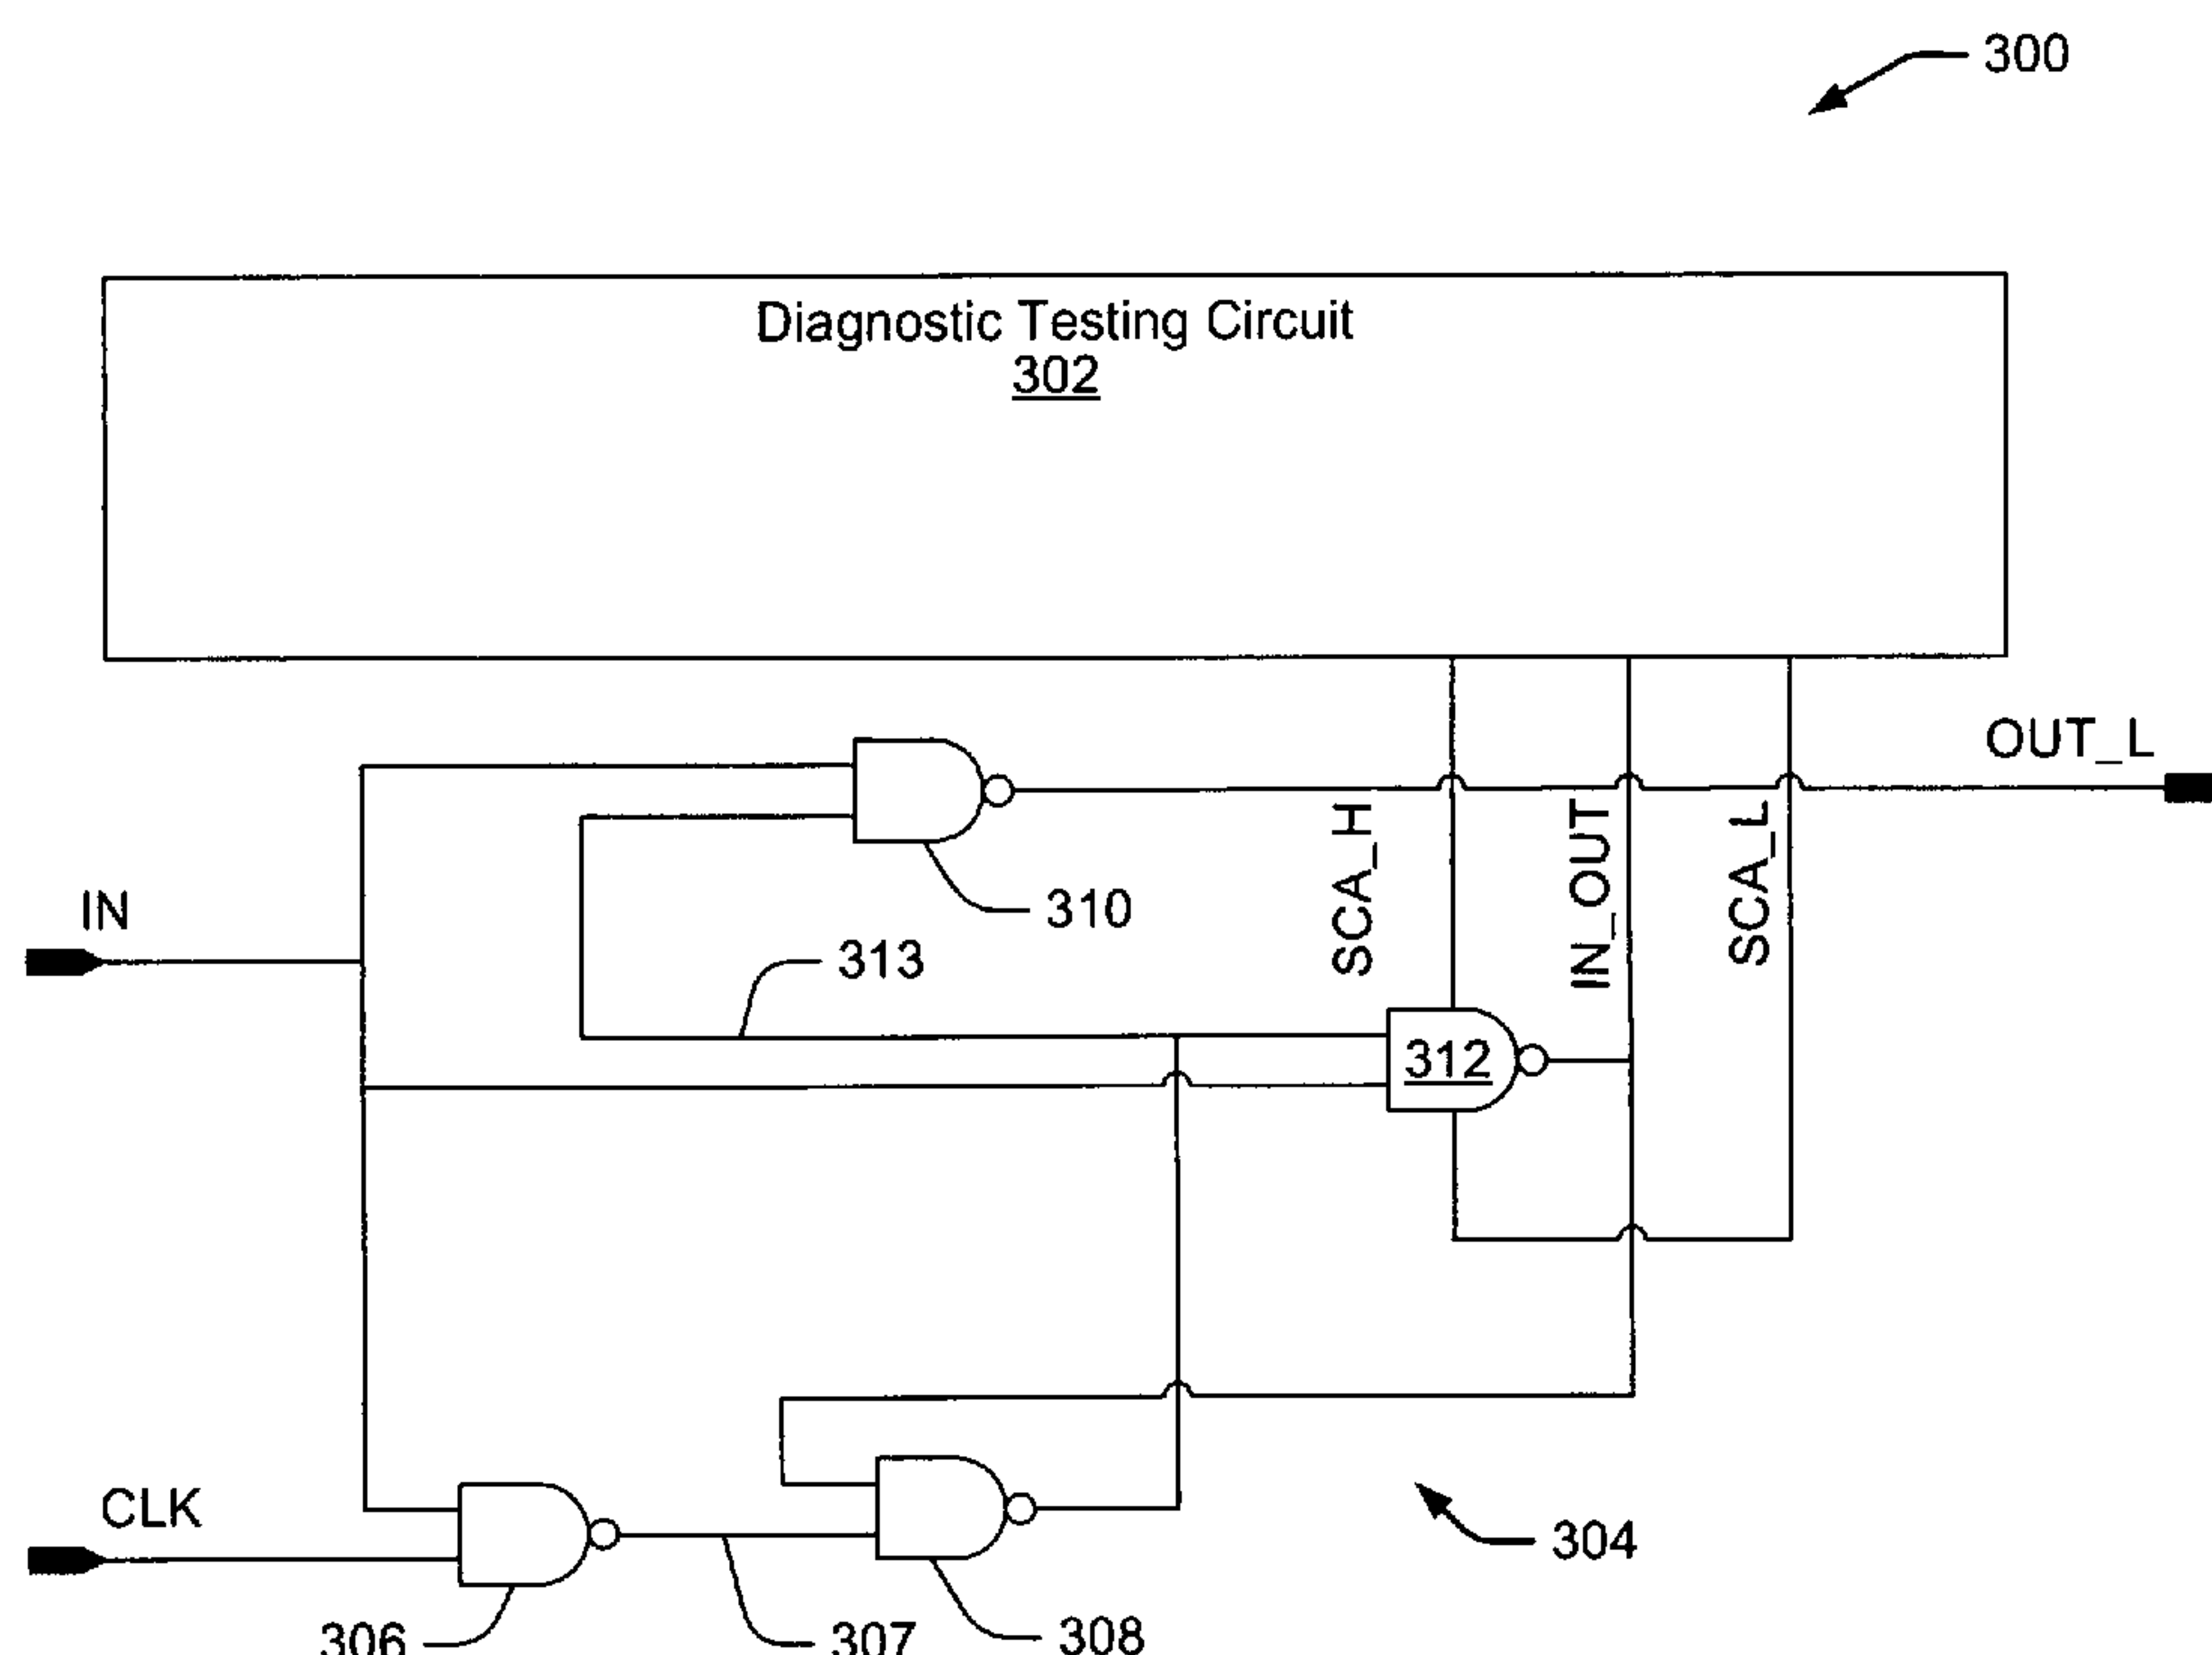 300
Diagnostic Testing Circuit
302
OUT_L
SCA_H
IN_OUT
SCA_L
IN
310
313
312
CLK
304
306
307
308